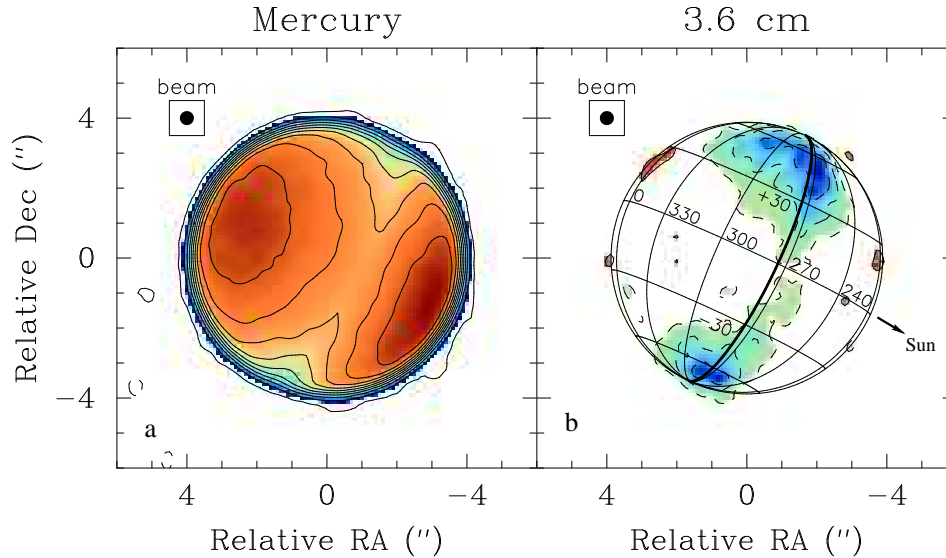 Mercury
3.6 cm
beam
beam
4
0
−4
Relative Dec (″)
+30
0
330
300
270
240
−30
Sun
a
b
4
0
−4
4
0
−4
Relative RA (″)
Relative RA (″)